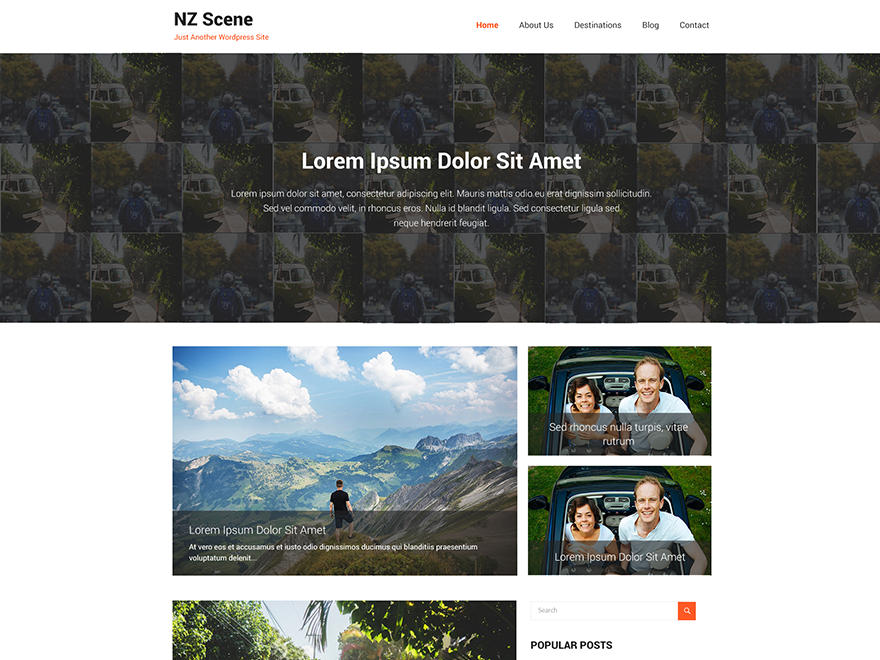 NZ Scene
Just Another Wordpress Site
Home About Us Destinations Blog Contact
Lorem Ipsum Dolor Sit Amet
Lorem ipsum dolor sit amet, consectetur adipiscing elit. Mauris mattis odio eu erat dignissim sollicitudin.
Sed vel commodo velit, in rhoncus eros. Nulla id blandit ligula. Sed consectetur ligula sed
neque hendrerit feugiat.
Lorem Ipsum Dolor Sit Amet
At vero eos et accusamus et iusto odio dignissimos ducimus qui blanditiis praesentium
voluptatum delenit...
Sed rhoncus nulla turpis, vitae
rutrum
Lorem Ipsum Dolor Sit Amet
Search
POPULAR POSTS